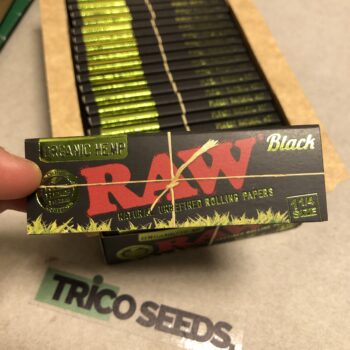 ORGANIC HEMP
Black
RAW
NATURAL UNREFINED ROLLING PAPERS
1 1/4
SIZE
TRICO SEEDS.